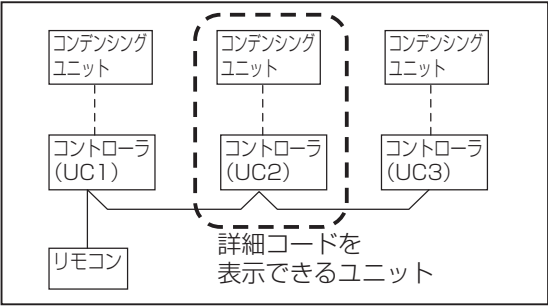 コンデンシング
ユニット
コンデンシング
ユニット
コンデンシング
ユニット
コントローラ
(UC1)
コントローラ
(UC2)
コントローラ
(UC3)
リモコン
詳細コードを
表示できるユニット